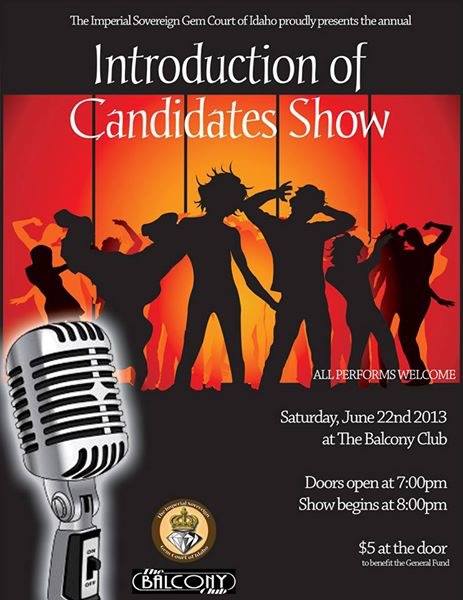 The Imperial Sovereign Gem Court of Idaho proudly presents the annual
Introduction of
Candidates Show
ALL PERFORMS WELCOME
Saturday, June 22nd 2013
at The Balcony Club
Doors open at 7:00pm
Show begins at 8:00pm
$5 at the door
to benefit the General Fund
ON
OFF
The Imperial Sovereign
Gem Court of Idaho
The
BALCONY
Club